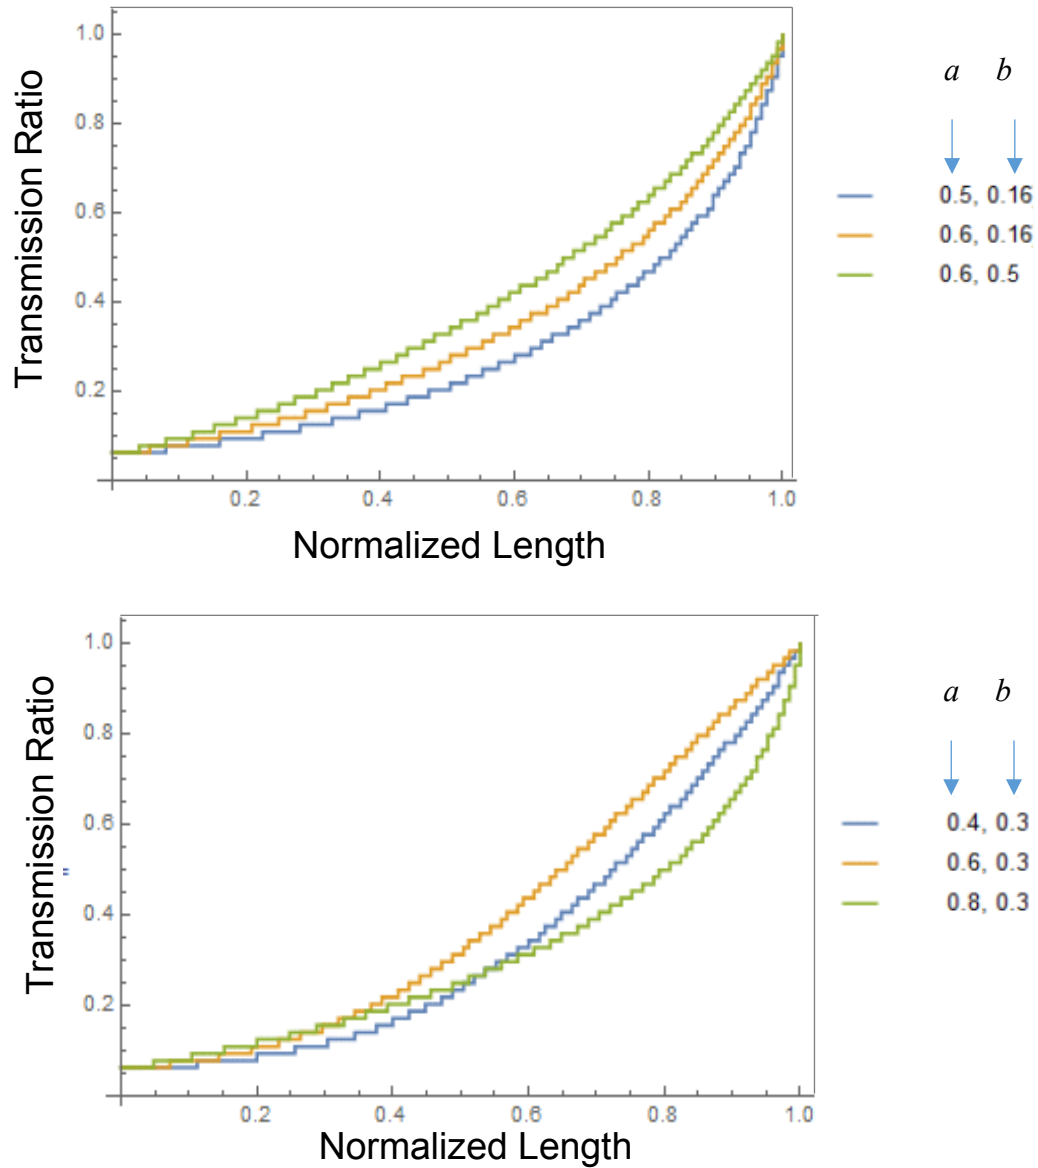 Transmission Ratio
1.0
0.8
0.6
0.4
0.2
0.2 0.4 0.6 0.8 1.0
Normalized Length
a b
0.5, 0.16
0.6, 0.16
0.6, 0.5
Transmission Ratio
"
1.0
0.8
0.6
0.4
0.2
0.2 0.4 0.6 0.8 1.0
Normalized Length
a b
0.4, 0.3
0.6, 0.3
0.8, 0.3